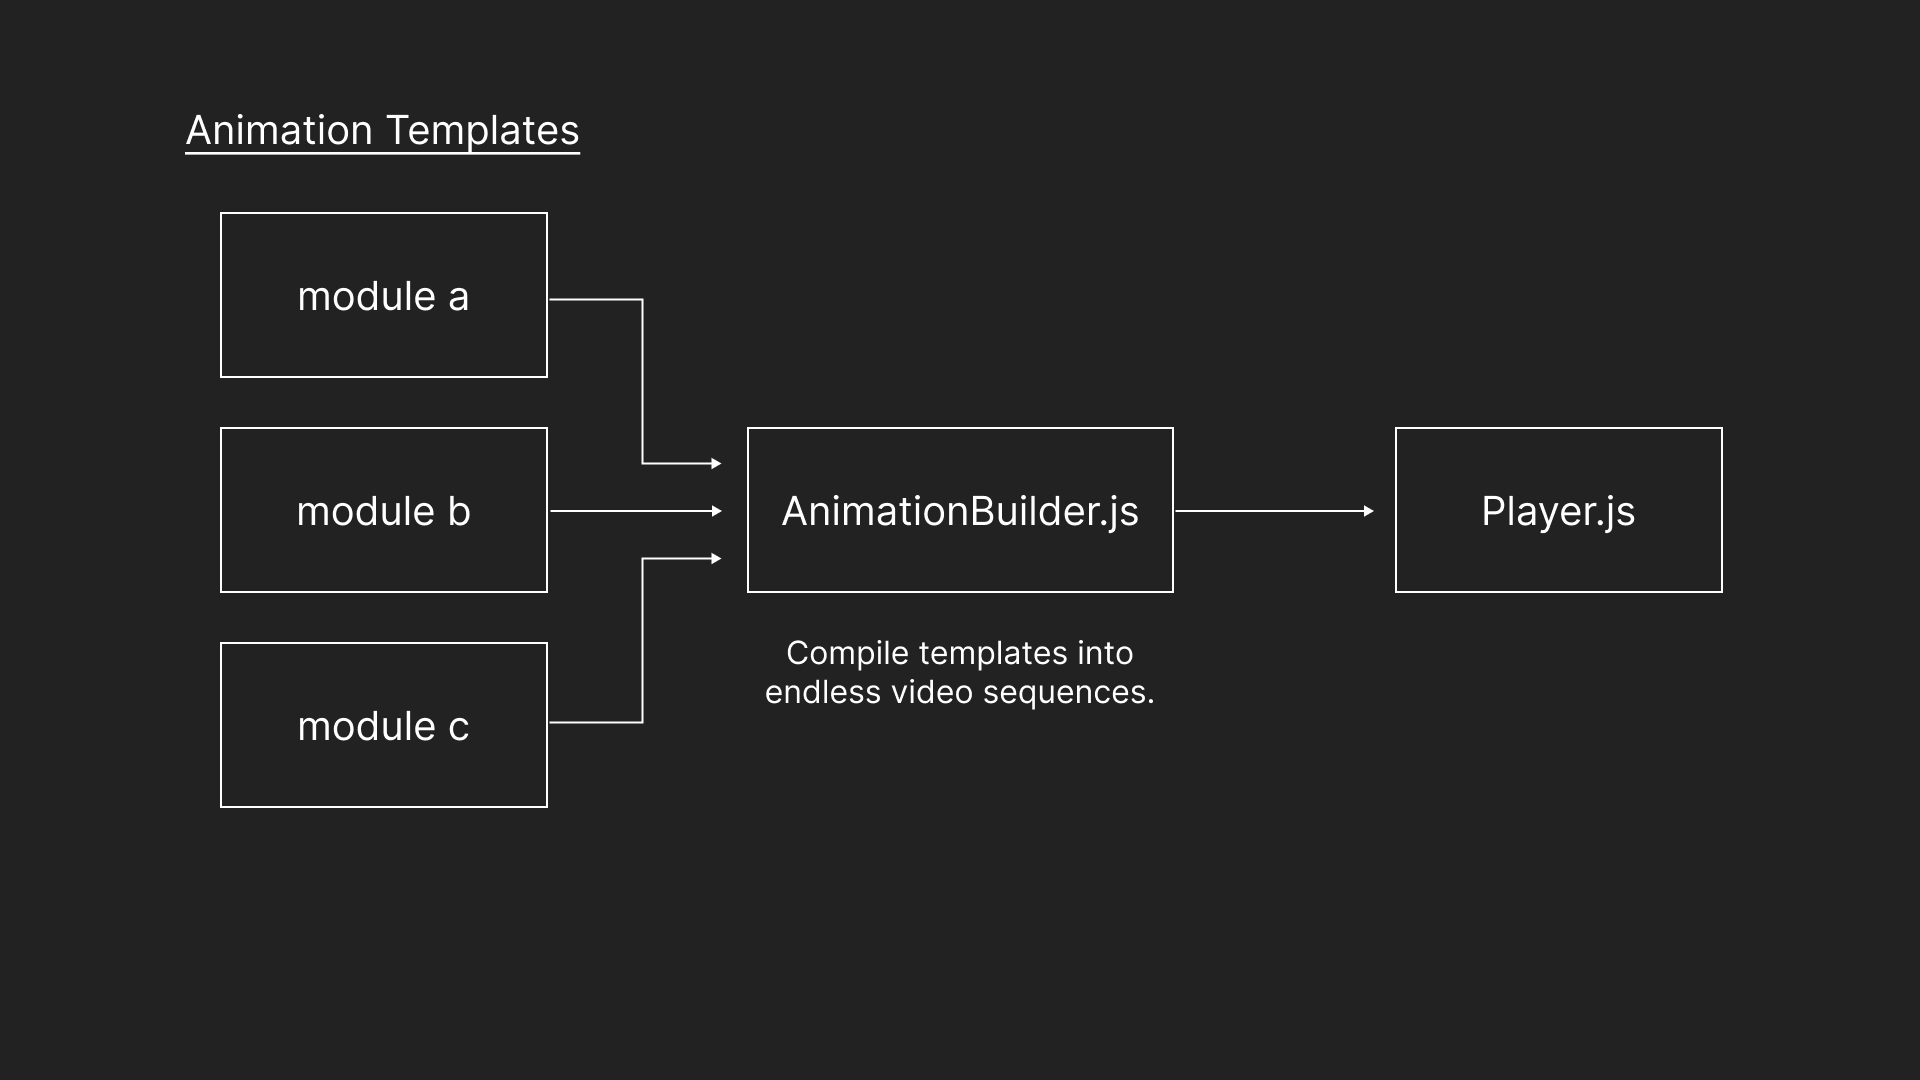 Animation Templates
module a
module b
module c
AnimationBuilder.js
Compile templates into
endless video sequences.
Player.js